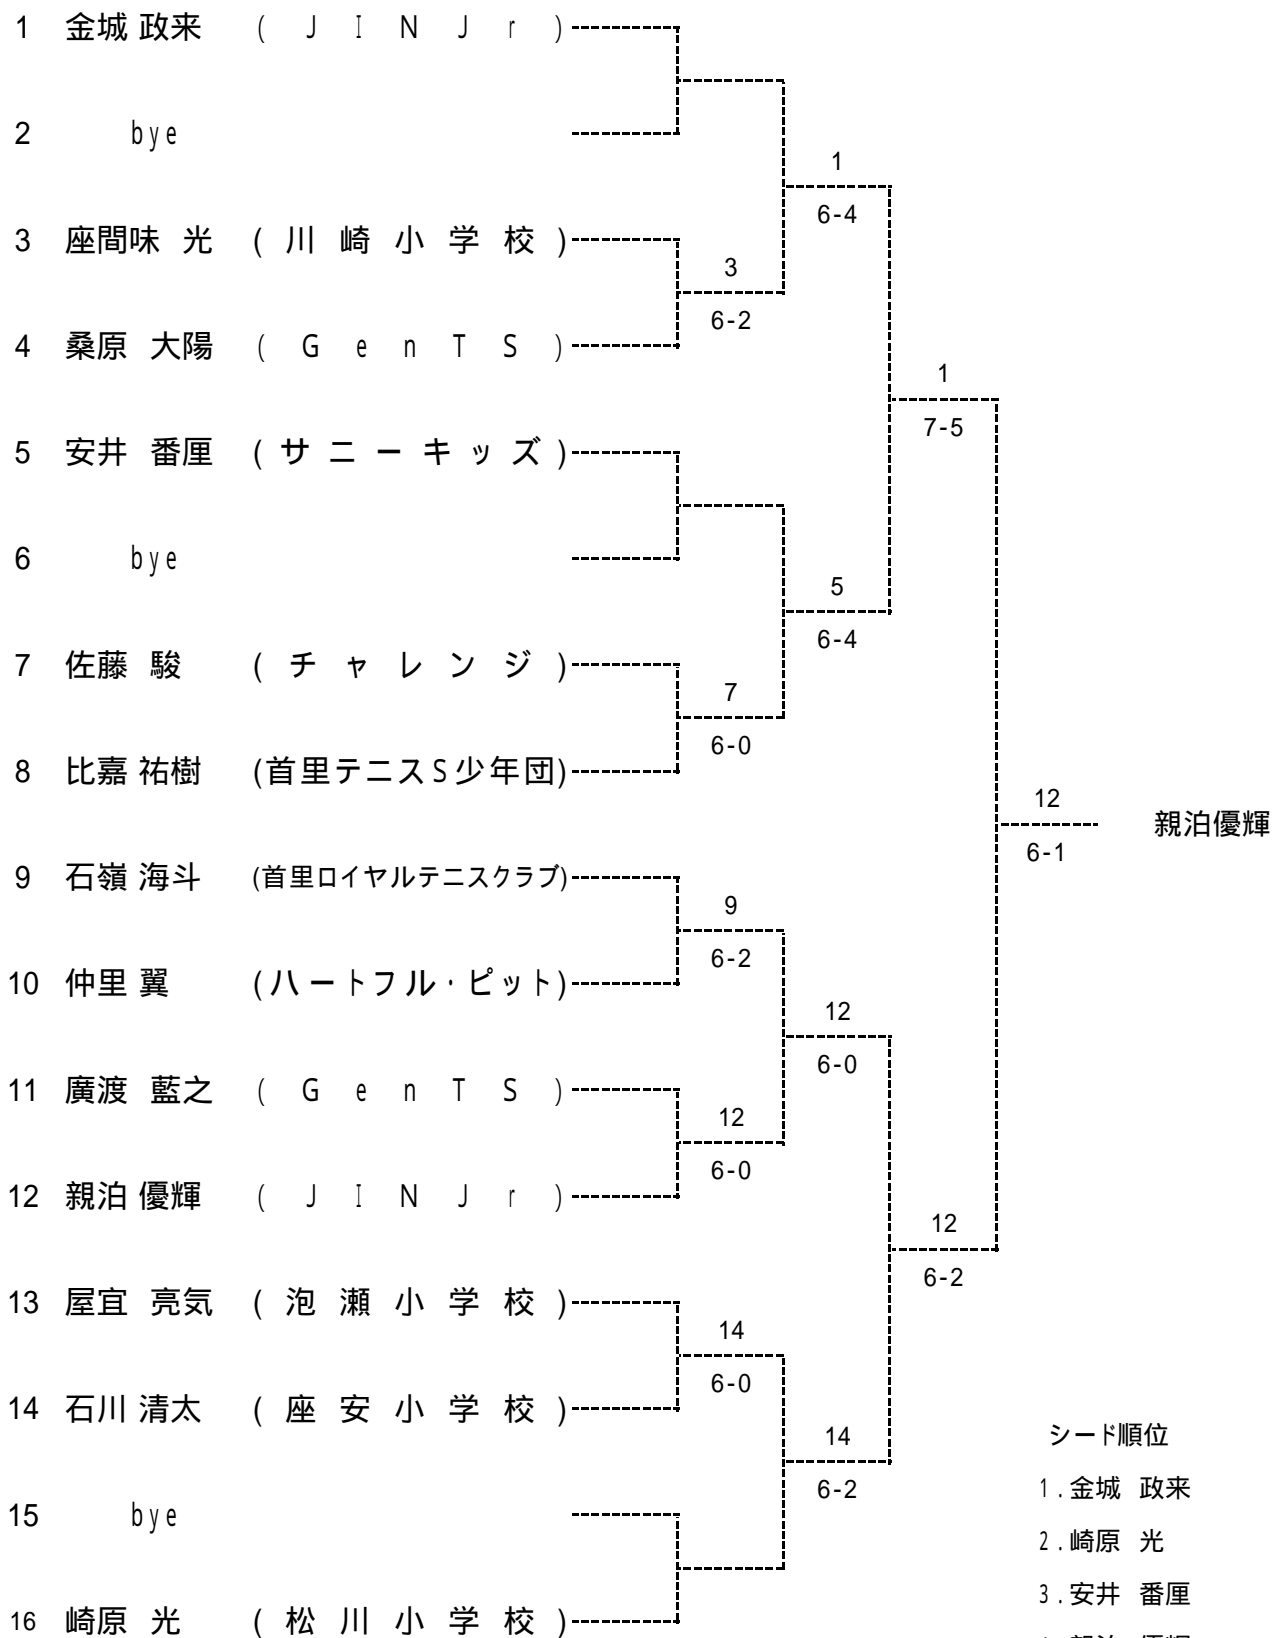 1 金城 政来 ( J I N J r )
2 bye
1
6-4
3 座間味 光 ( 川 崎 小 学 校 )
3
6-2
4 桑原 大陽 ( G e n T S )
1
7-5
5 安井 番厘 ( サ ニ ー キ ッ ズ )
6 bye
5
6-4
7 佐藤 駿 ( チ ャ レ ン ジ )
7
6-0
8 比嘉 祐樹 (首里テニスS少年団)
12
6-1
親泊優輝
9 石嶺 海斗 (首里ロイヤルテニスクラブ)
9
6-2
10 仲里 翼 (ハートフル・ピット)
12
6-0
11 廣渡 藍之 ( G e n T S )
12
6-0
12 親泊 優輝 ( J I N J r )
12
6-2
13 屋宜 亮気 ( 泡 瀬 小 学 校 )
14
6-0
14 石川 清太 ( 座 安 小 学 校 )
14
6-2
15 bye
16 崎原 光 ( 松 川 小 学 校 )
シード順位
1.金城 政来
2.崎原 光
3.安井 番厘